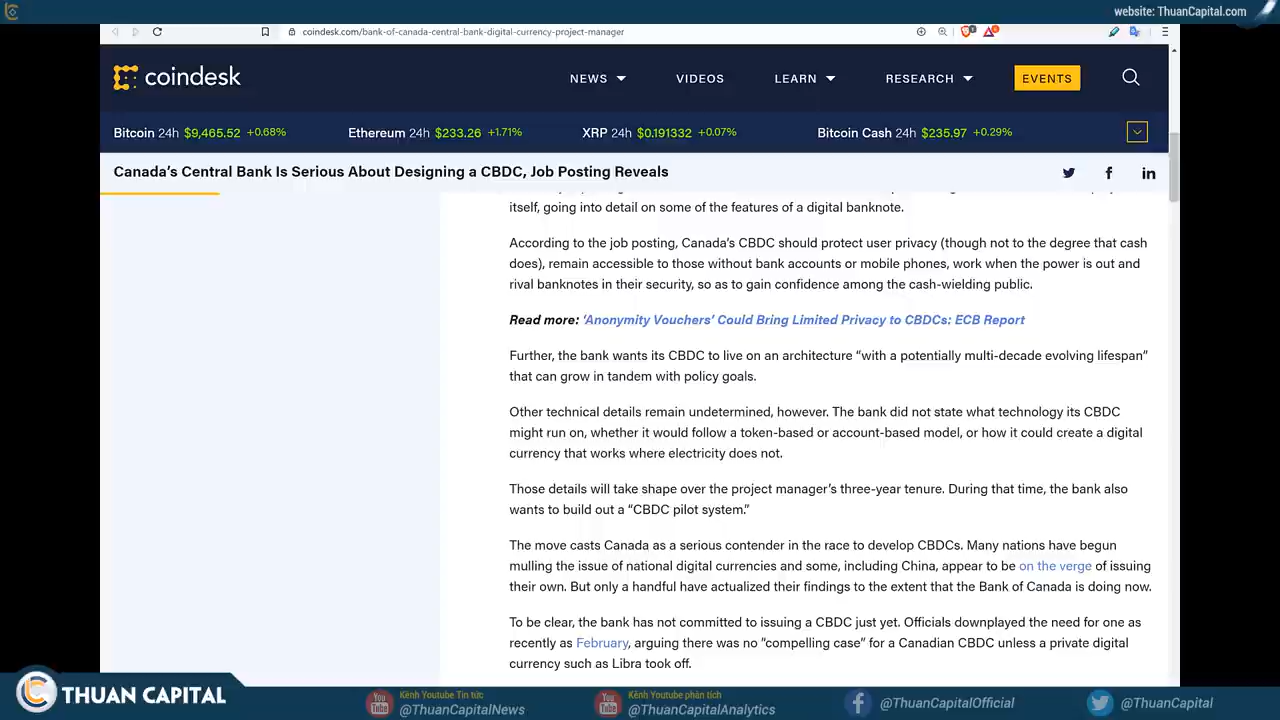 website: ThuanCapital.com
coindesk.com/bank-of-canada-central-bank-digital-currency-project-manager
coindesk
NEWS
VIDEOS
LEARN
RESEARCH
EVENTS
Bitcoin 24h $9,465.52 +0.68%
Ethereum 24h $233.26 +1.71%
XRP 24h $0.191332 +0.07%
Bitcoin Cash 24h $235.97 +0.29%
Canada's Central Bank Is Serious About Designing a CBDC, Job Posting Reveals
itself, going into detail on some of the features of a digital banknote.
According to the job posting, Canada's CBDC should protect user privacy (though not to the degree that cash
does), remain accessible to those without bank accounts or mobile phones, work when the power is out and
rival banknotes in their security, so as to gain confidence among the cash-wielding public.
Read more: 'Anonymity Vouchers' Could Bring Limited Privacy to CBDCs: ECB Report
Further, the bank wants its CBDC to live on an architecture "with a potentially multi-decade evolving lifespan"
that can grow in tandem with policy goals.
Other technical details remain undetermined, however. The bank did not state what technology its CBDC
might run on, whether it would follow a token-based or account-based model, or how it could create a digital
currency that works where electricity does not.
Those details will take shape over the project manager's three-year tenure. During that time, the bank also
wants to build out a "CBDC pilot system."
The move casts Canada as a serious contender in the race to develop CBDCs. Many nations have begun
mulling the issue of national digital currencies and some, including China, appear to be on the verge of issuing
their own. But only a handful have actualized their findings to the extent that the Bank of Canada is doing now.
To be clear, the bank has not committed to issuing a CBDC just yet. Officials downplayed the need for one as
recently as February, arguing there was no "compelling case" for a Canadian CBDC unless a private digital
currency such as Libra took off.
THUAN CAPITAL
You Tube
Kênh Youtube Tin tức
@ThuanCapitalNews
You Tube
Kênh Youtube phân tích
@ThuanCapitalAnalytics
@ThuanCapitalOfficial
@ThuanCapital